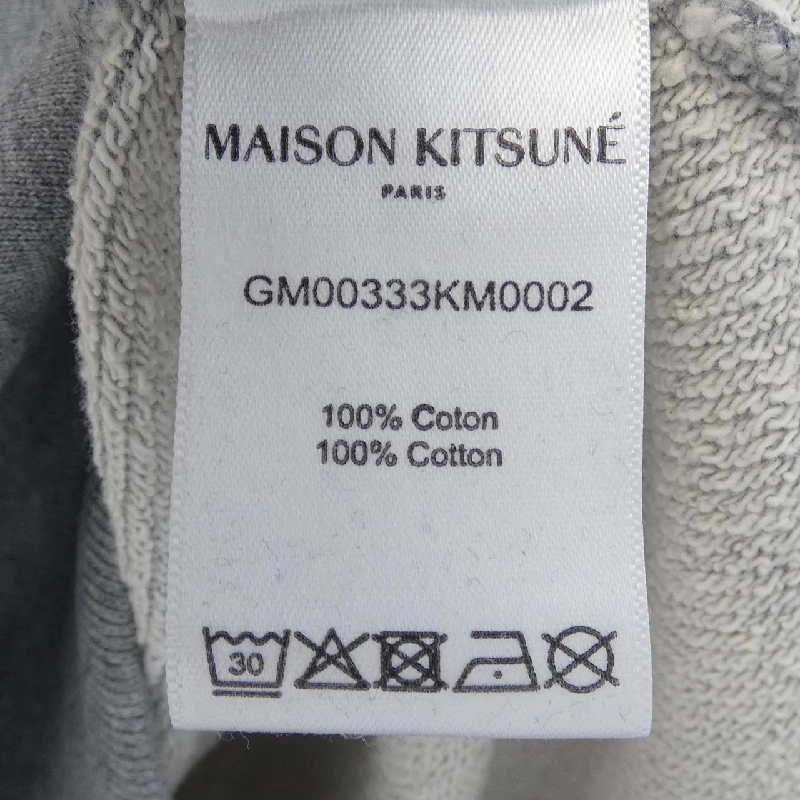 MAISON KITSUNÉ
PARIS
GM00333KM0002
100% Coton
100% Cotton
30